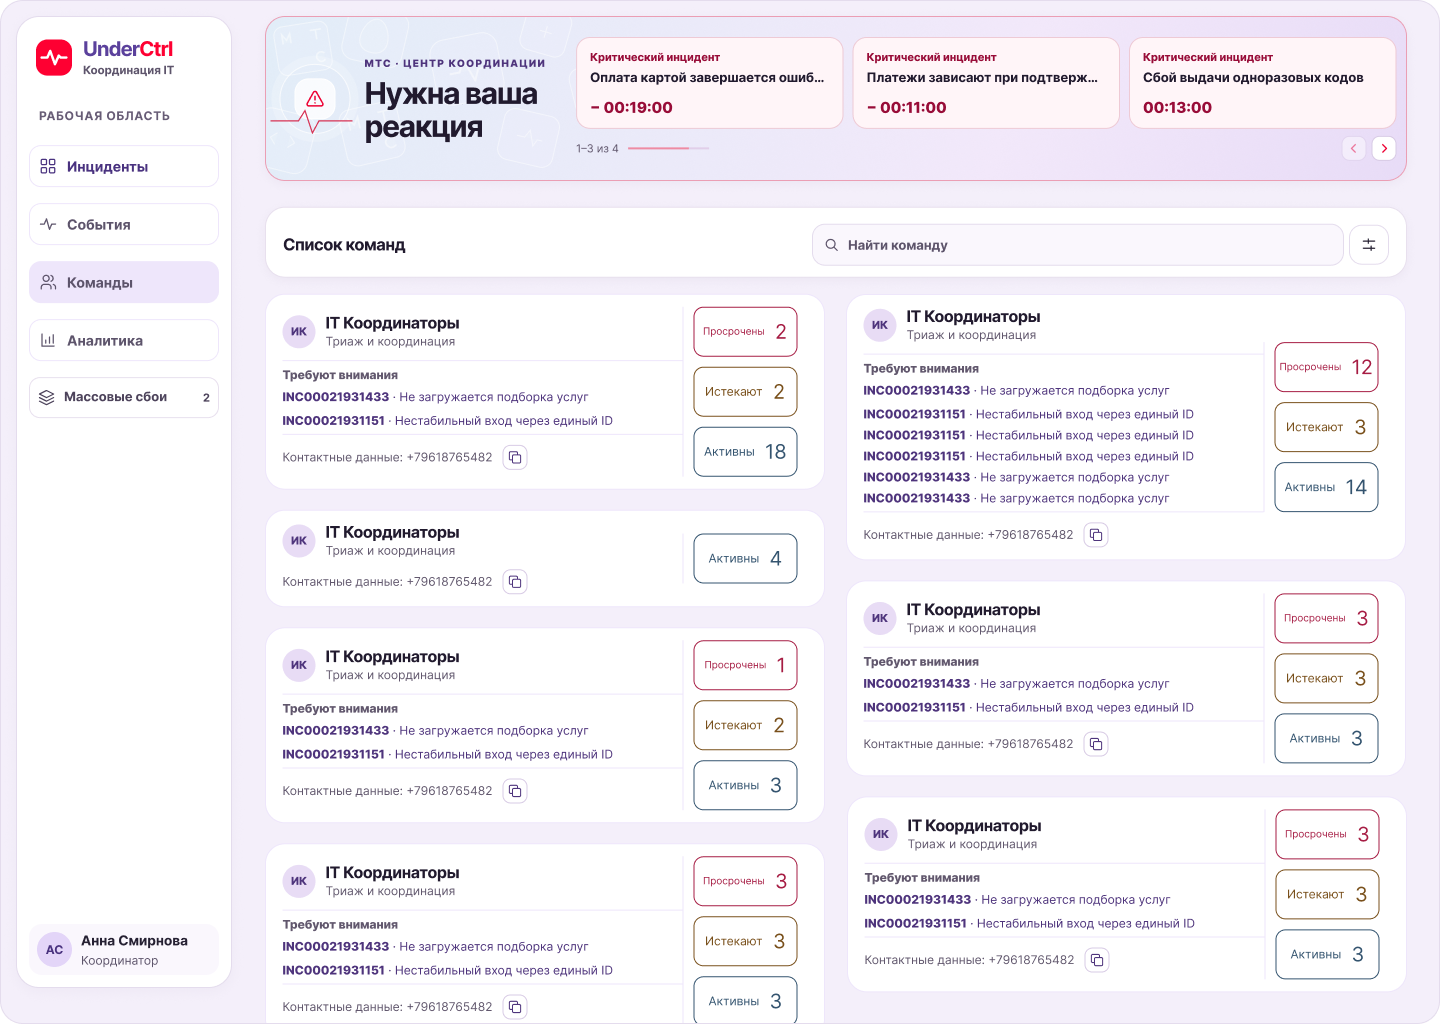 UnderCtrl
Координация IT
РАБОЧАЯ ОБЛАСТЬ
Инциденты
События
Команды
Аналитика
Массовые сбои 2
АС
Анна Смирнова
Координатор
МТС · ЦЕНТР КООРДИНАЦИИ
Нужна ваша
реакция
Критический инцидент
Оплата картой завершается ошиб...
− 00:19:00
Критический инцидент
Платежи зависают при подтверж...
− 00:11:00
Критический инцидент
Сбой выдачи одноразовых кодов
00:13:00
1–3 из 4
Список команд
Найти команду
ИК
IT Координаторы
Триаж и координация
Требуют внимания
INC00021931433 · Не загружается подборка услуг
INC00021931151 · Нестабильный вход через единый ID
Контактные данные: +79618765482
Просрочены 2
Истекают 2
Активны 18
ИК
IT Координаторы
Триаж и координация
Контактные данные: +79618765482
Активны 4
ИК
IT Координаторы
Триаж и координация
Требуют внимания
INC00021931433 · Не загружается подборка услуг
INC00021931151 · Нестабильный вход через единый ID
Контактные данные: +79618765482
Просрочены 1
Истекают 2
Активны 3
ИК
IT Координаторы
Триаж и координация
Требуют внимания
INC00021931433 · Не загружается подборка услуг
INC00021931151 · Нестабильный вход через единый ID
Контактные данные: +79618765482
Просрочены 3
Истекают 3
Активны 3
ИК
IT Координаторы
Триаж и координация
Требуют внимания
INC00021931433 · Не загружается подборка услуг
INC00021931151 · Нестабильный вход через единый ID
INC00021931151 · Нестабильный вход через единый ID
INC00021931151 · Нестабильный вход через единый ID
INC00021931433 · Не загружается подборка услуг
INC00021931433 · Не загружается подборка услуг
Контактные данные: +79618765482
Просрочены 12
Истекают 3
Активны 14
ИК
IT Координаторы
Триаж и координация
Требуют внимания
INC00021931433 · Не загружается подборка услуг
INC00021931151 · Нестабильный вход через единый ID
Контактные данные: +79618765482
Просрочены 3
Истекают 3
Активны 3
ИК
IT Координаторы
Триаж и координация
Требуют внимания
INC00021931433 · Не загружается подборка услуг
INC00021931151 · Нестабильный вход через единый ID
Контактные данные: +79618765482
Просрочены 3
Истекают 3
Активны 3